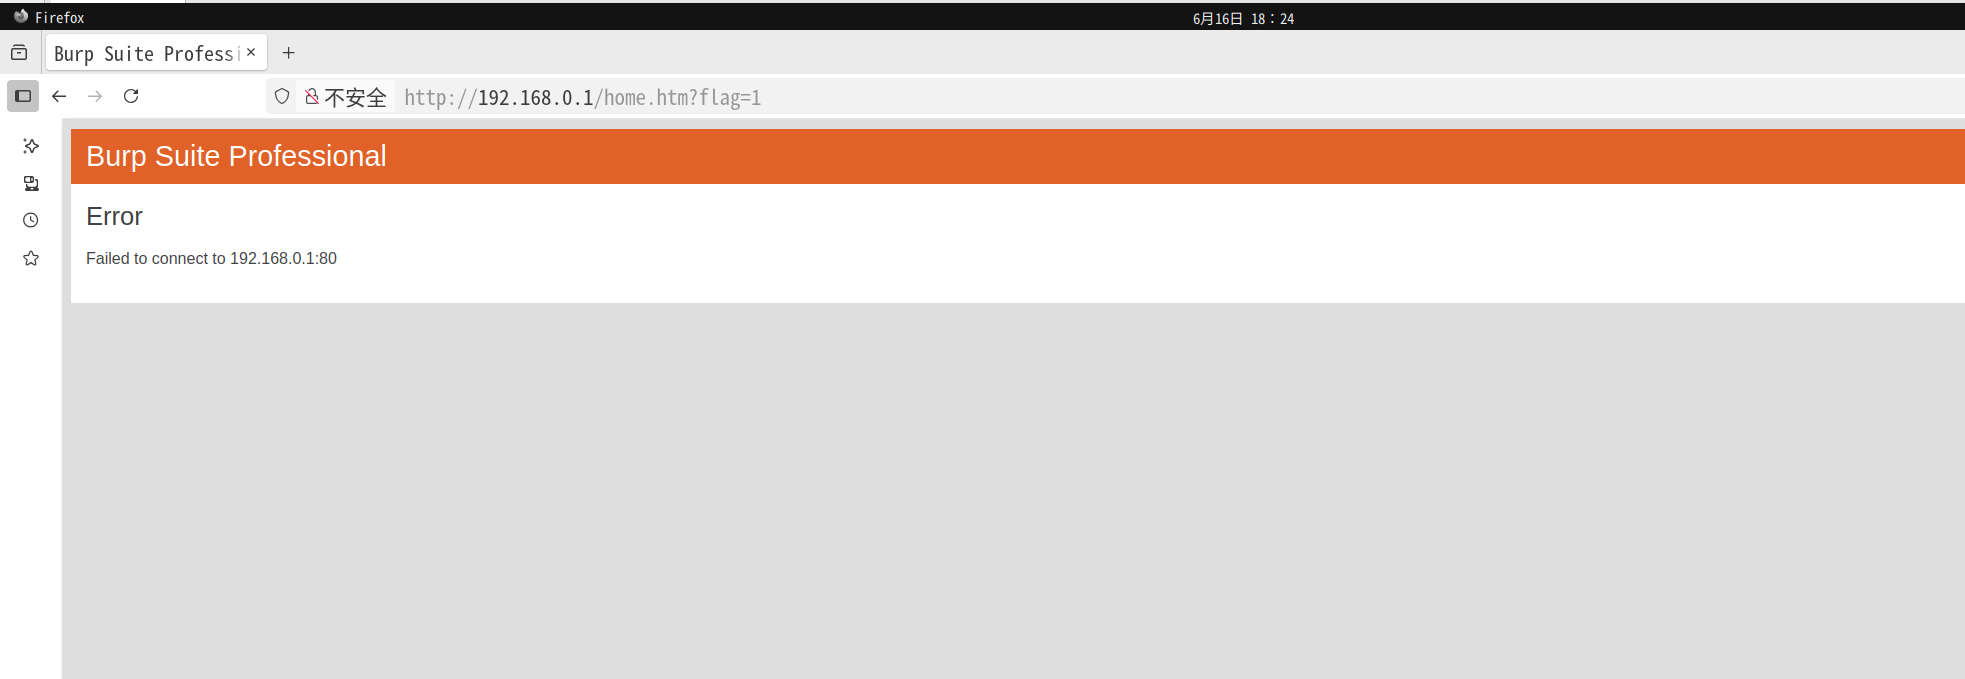 Firefox
6月16日 18：24
Burp Suite Professi
不安全 http://192.168.0.1/home.htm?flag=1
Burp Suite Professional
Error
Failed to connect to 192.168.0.1:80